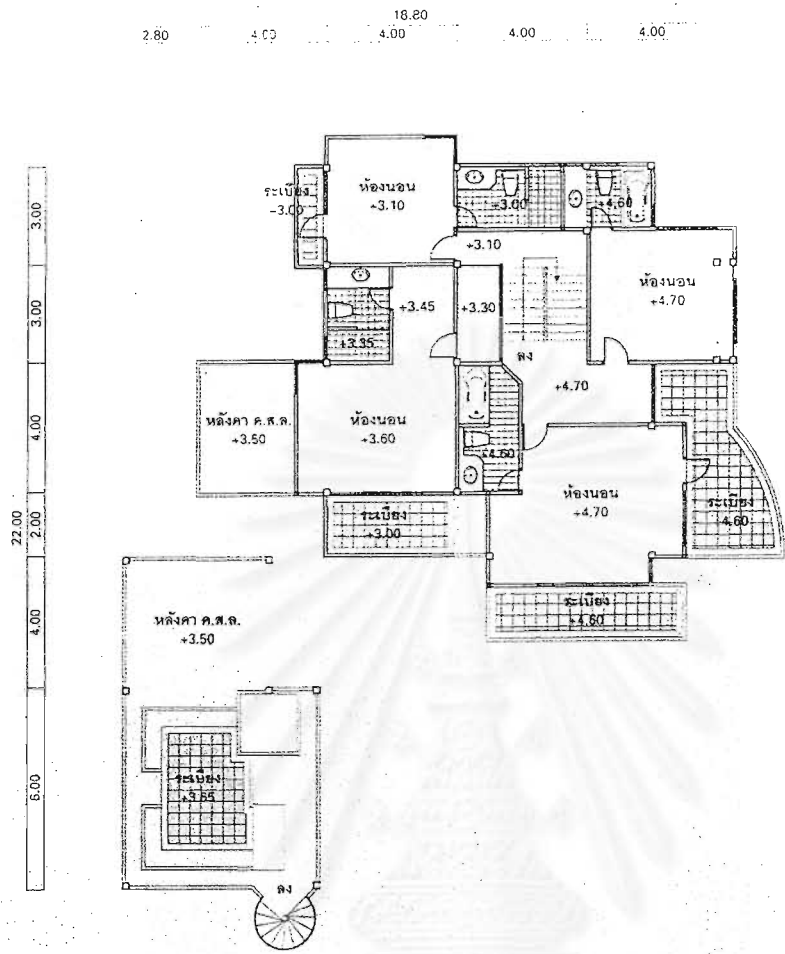 18.80
2.80 4.00 4.00 4.00 4.00
3.00
3.00
4.00
2.00
22.00
4.00
6.00
ระเบียง
-3.00
ห้องนอน
+3.10
+3.00
+4.60
+3.10
ห้องนอน
+4.70
+3.45
+3.30
+3.35
ลง
+4.70
หลังคา ค.ส.ล.
+3.50
ห้องนอน
+3.60
+4.60
ห้องนอน
+4.70
ระเบียง
4.60
ระเบียง
+3.00
ระเบียง
+4.60
หลังคา ค.ส.ล.
+3.50
ระเบียง
ลง